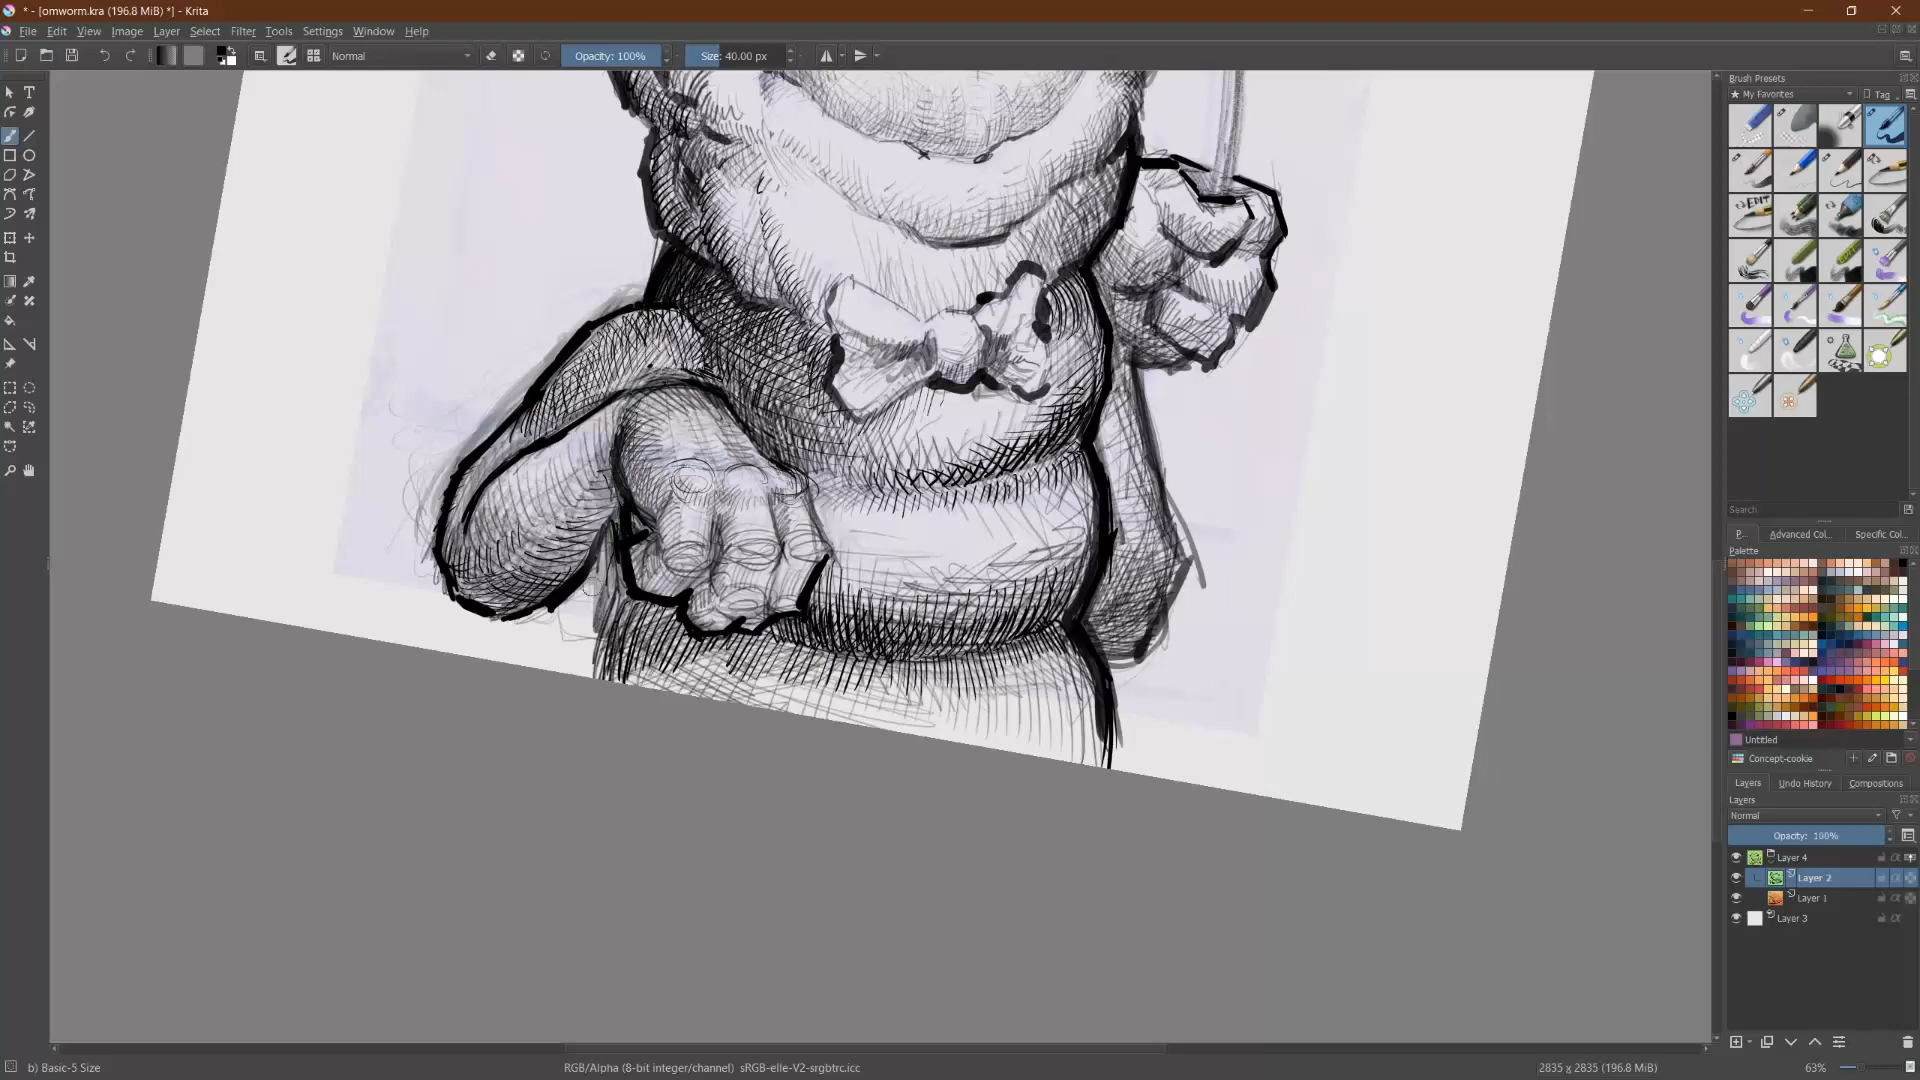 * - [omworm.kra (196.8 MiB) *] - Krita
File Edit View Image Layer Select Filter Tools Settings Window Help
Normal
Opacity: 100%
Size: 40.00 px
Brush Presets
★ My Favorites
Tag
EDIT
Search
P...
Advanced Col...
Specific Col...
Palette
Untitled
Concept-cookie
Layers
Undo History
Compositions
Layers
Normal
Opacity: 100%
Layer 4
Layer 2
Layer 1
Layer 3
b) Basic-5 Size
RGB/Alpha (8-bit integer/channel) sRGB-elle-V2-srgbtrc.icc
2835 x 2835 (196.8 MiB)
63%